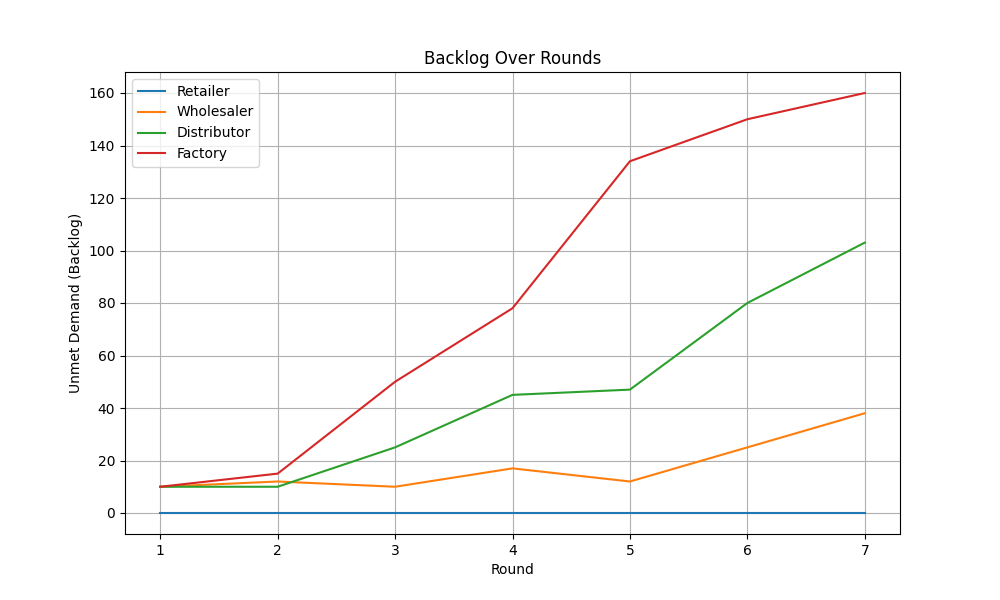 Backlog Over Rounds
Retailer
Wholesaler
Distributor
Factory
Unmet Demand (Backlog)
160
140
120
100
80
60
40
20
0
1 2 3 4 5 6 7
Round